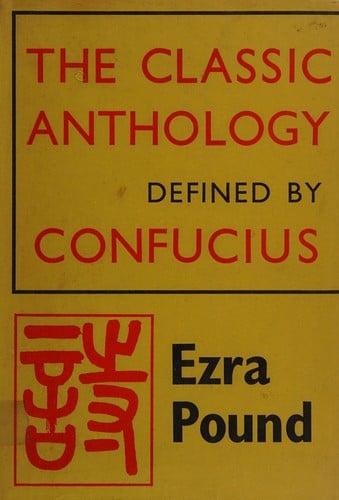 THE CLASSIC
ANTHOLOGY
DEFINED BY
CONFUCIUS
詩
Ezra
Pound